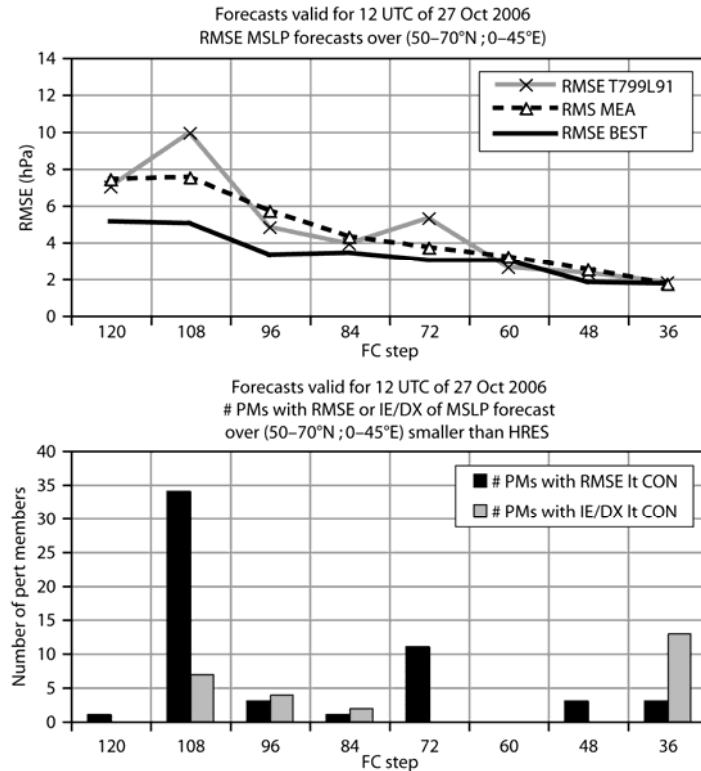 Forecasts valid for 12 UTC of 27 Oct 2006
RMSE MSLP forecasts over (50–70°N ; 0–45°E)
14
12
10
8
6
4
2
0
RMSE (hPa)
RMSE T799L91
RMS MEA
RMSE BEST
120 108 96 84 72 60 48 36
FC step
Forecasts valid for 12 UTC of 27 Oct 2006
# PMs with RMSE or IE/DX of MSLP forecast
over (50–70°N ; 0–45°E) smaller than HRES
40
35
30
25
20
15
10
5
0
Number of pert members
# PMs with RMSE lt CON
# PMs with IE/DX lt CON
120 108 96 84 72 60 48 36
FC step